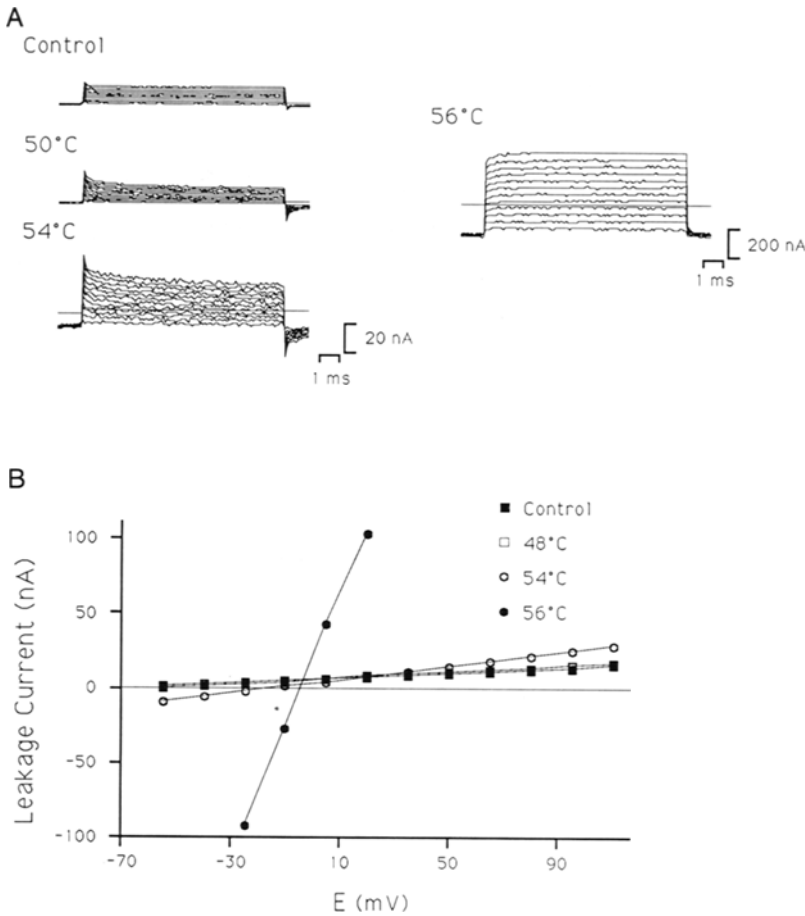 A
Control
50°C
54°C
20 nA
1 ms
56°C
200 nA
1 ms
B
Control
48°C
54°C
56°C
Leakage Current (nA)
100
50
0
-50
-100
-70
-30
10
50
90
E (mV)